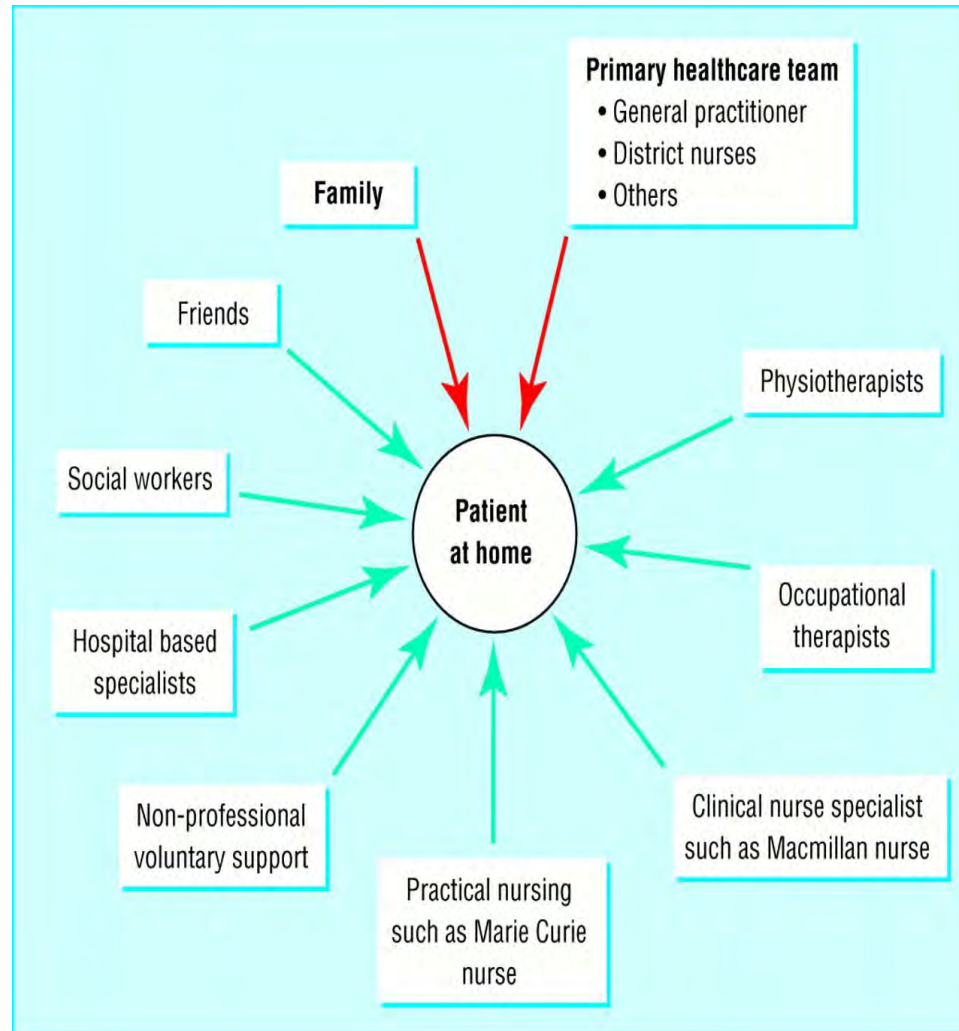 Primary healthcare team
• General practitioner
• District nurses
• Others
Family
Friends
Physiotherapists
Social workers
Patient
at home
Occupational
therapists
Hospital based
specialists
Non-professional
voluntary support
Clinical nurse specialist
such as Macmillan nurse
Practical nursing
such as Marie Curie
nurse